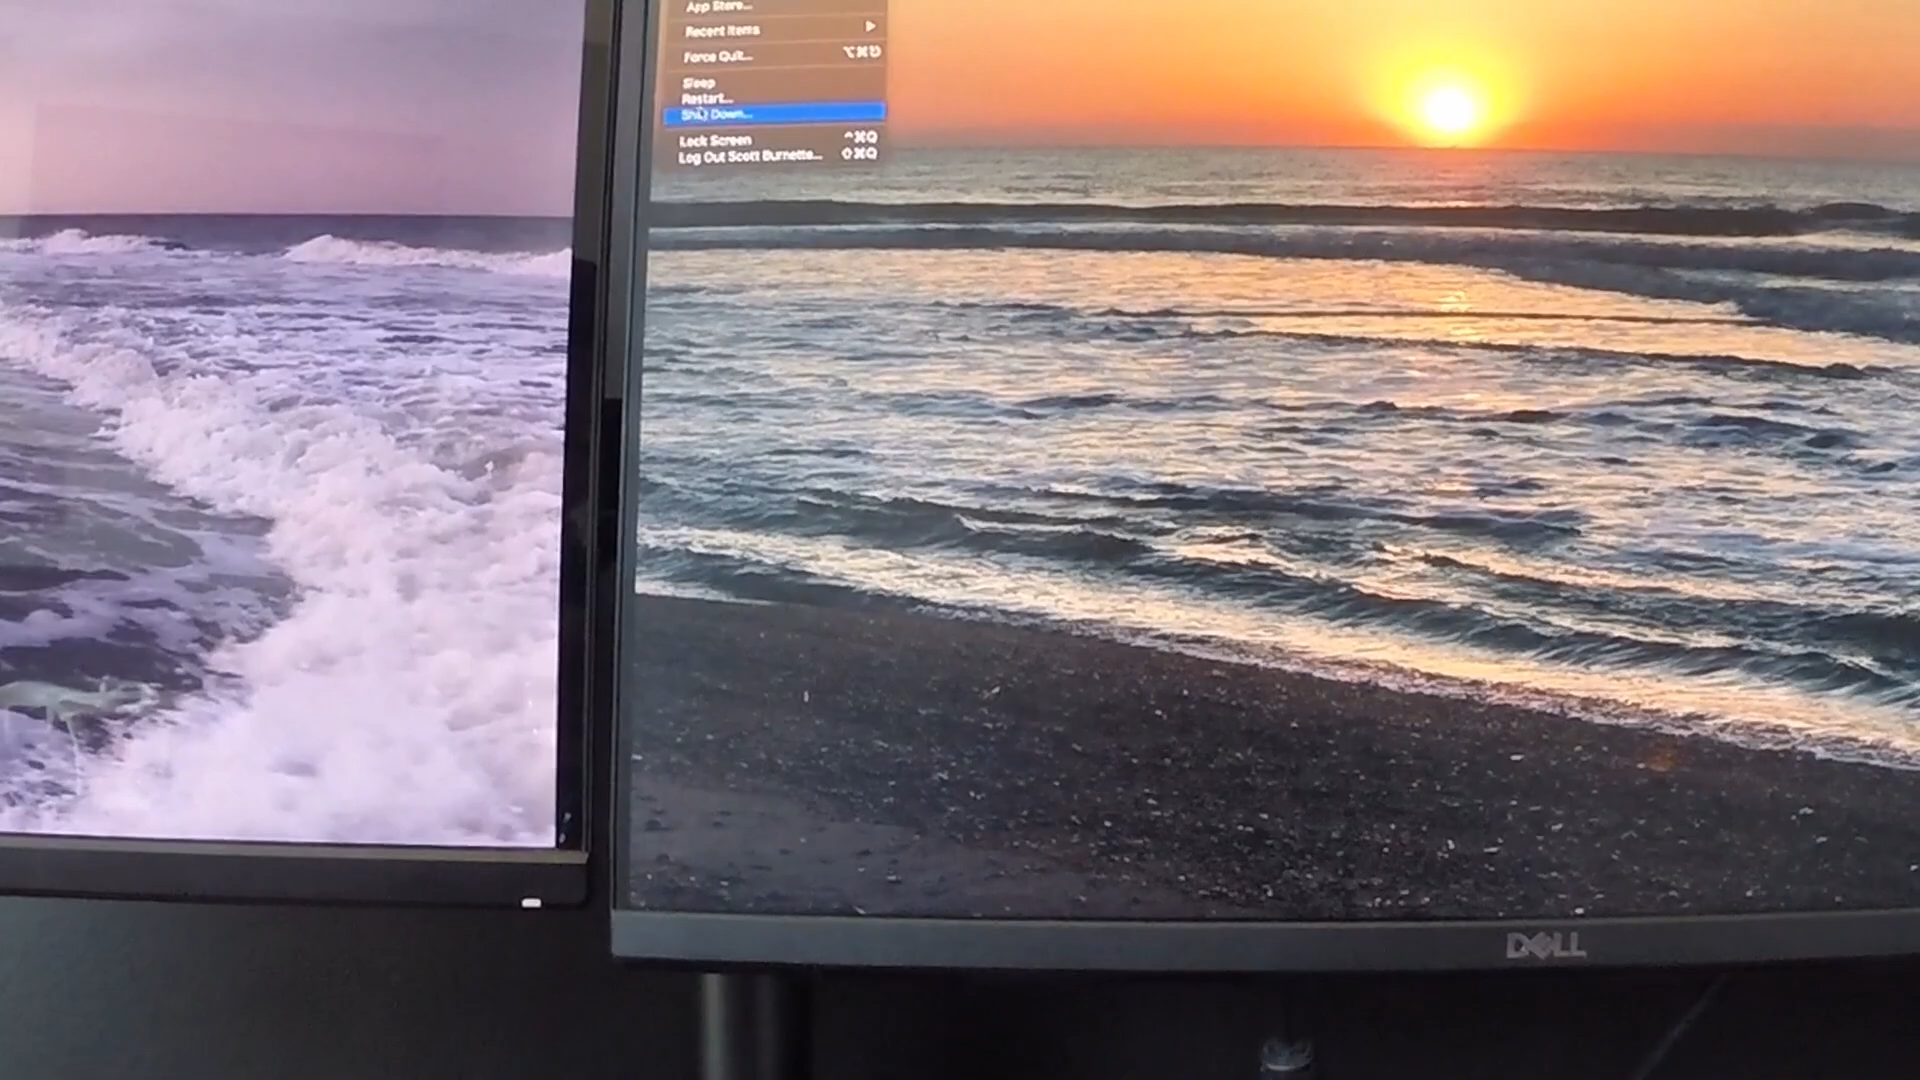 App Store...
Recent Items
Force Quit... ⌥⌘⎋
Sleep
Restart...
Shut Down...
Lock Screen ^⌘Q
Log Out Scott Burnette... ⇧⌘Q
DELL